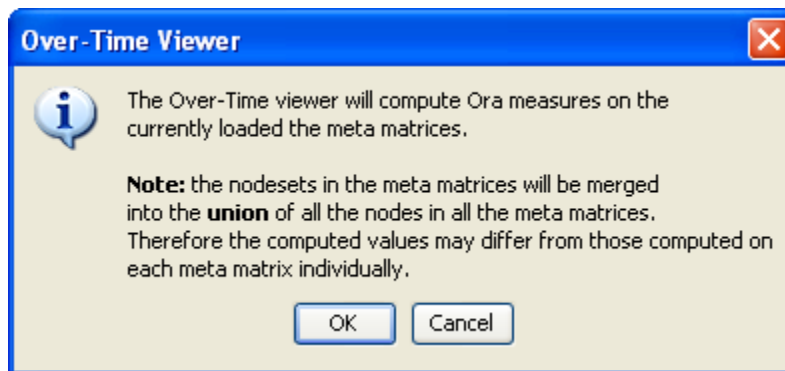 Over-Time Viewer
The Over-Time viewer will compute Ora measures on the
currently loaded the meta matrices.
Note: the nodesets in the meta matrices will be merged
into the union of all the nodes in all the meta matrices.
Therefore the computed values may differ from those computed on
each meta matrix individually.
OK
Cancel